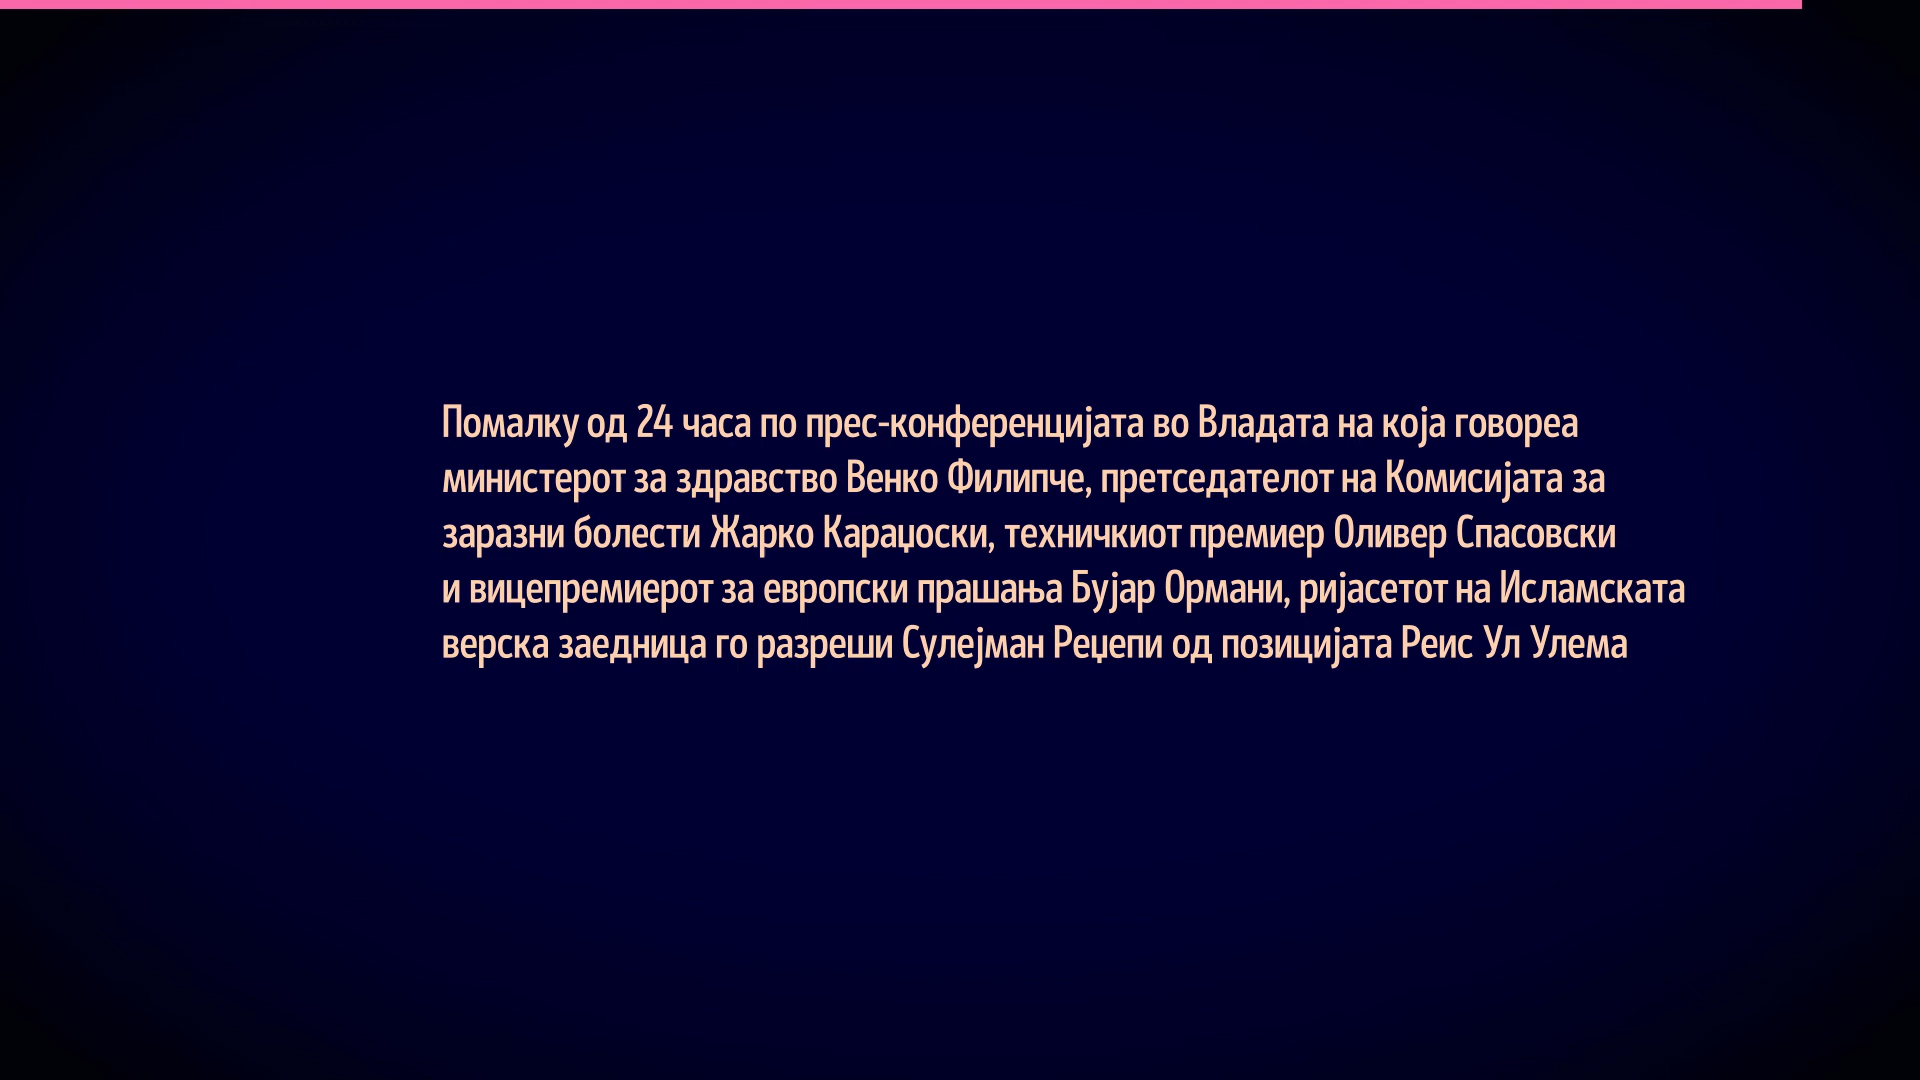 Помалку од 24 часа по прес-конференцијата во Владата на која говореа
министерот за здравство Венко Филипче, претседателот на Комисијата за
заразни болести Жарко Караџоски, техничкиот премиер Оливер Спасовски
и вицепремиерот за европски прашања Бујар Ормани, ријасетот на Исламската
верска заедница го разреши Сулејман Реџепи од позицијата Реис Ул Улема